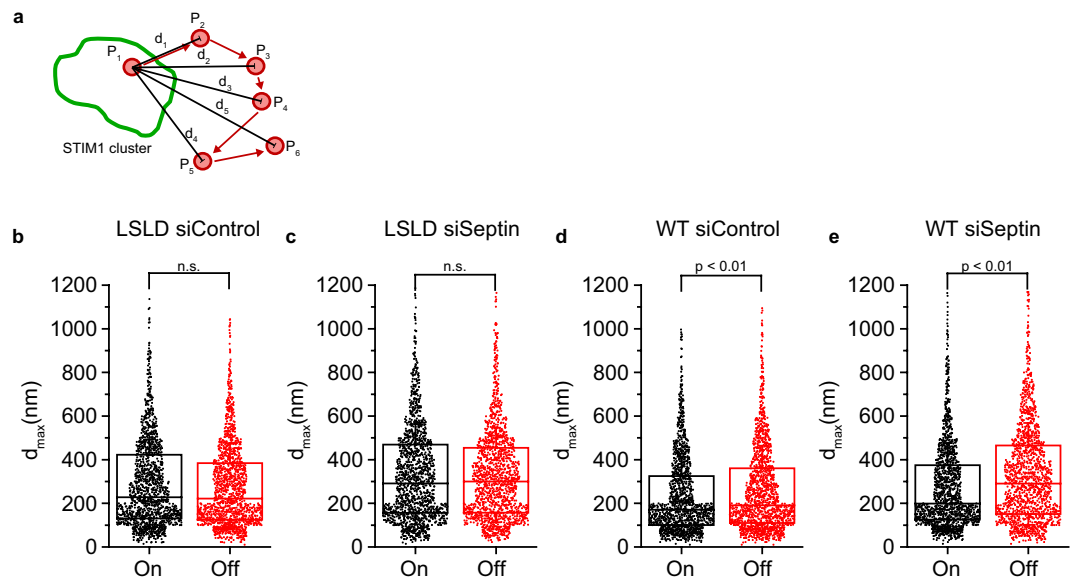 a
P2
P3
P1
d1
d2
d3
d5
P4
d4
STIM1 cluster
P5
P6
b
LSLD siControl
c
LSLD siSeptin
d
WT siControl
e
WT siSeptin
n.s.
n.s.
p < 0.01
p < 0.01
dmax(nm)
1200
1000
800
600
400
200
0
On
Off
dmax(nm)
1200
1000
800
600
400
200
0
On
Off
dmax(nm)
1200
1000
800
600
400
200
0
On
Off
dmax(nm)
1200
1000
800
600
400
200
0
On
Off